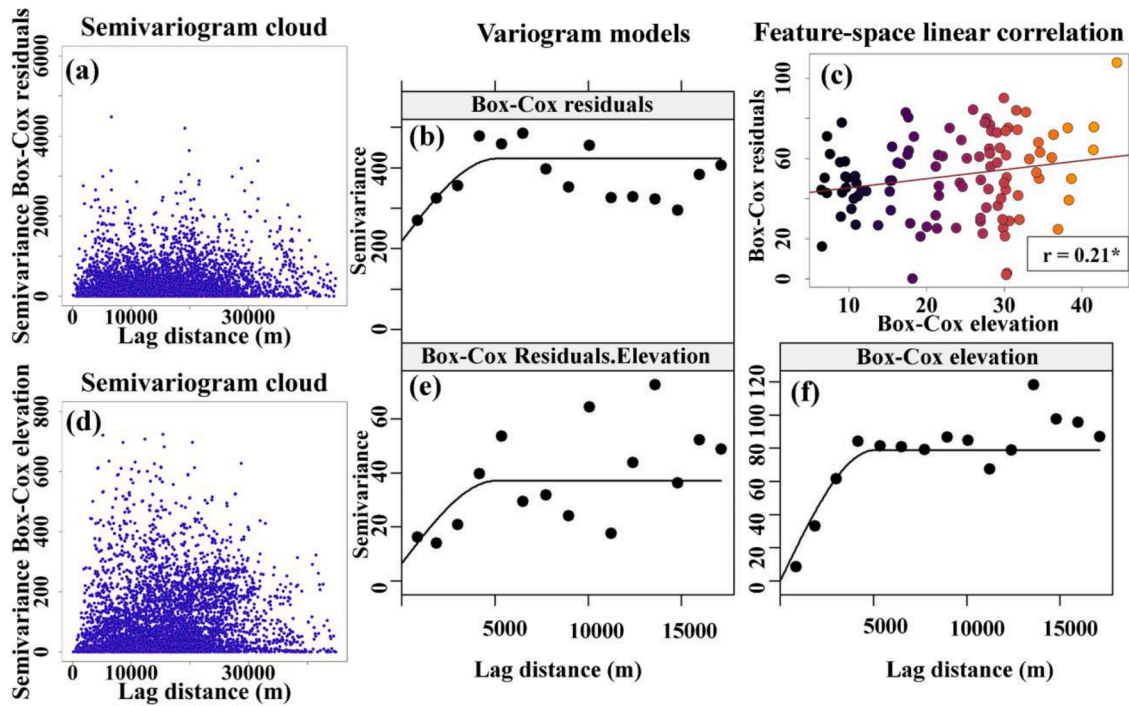 Semivariogram cloud
Variogram models
Feature-space linear correlation
Semivariance Box-Cox residuals
0 2000 4000 6000
(a)
0 10000 30000
Lag distance (m)
Box-Cox residuals
(b)
Semivariance
0 200 400
(c)
Box-Cox residuals
0 20 60 100
r = 0.21*
10 20 30 40
Box-Cox elevation
Semivariogram cloud
Semivariance Box-Cox elevation
0 200 400 600 800
(d)
0 10000 30000
Lag distance (m)
Box-Cox Residuals.Elevation
(e)
Semivariance
0 20 40 60
5000 10000 15000
Lag distance (m)
Box-Cox elevation
(f)
0 20 40 60 80 100 120
5000 10000 15000
Lag distance (m)